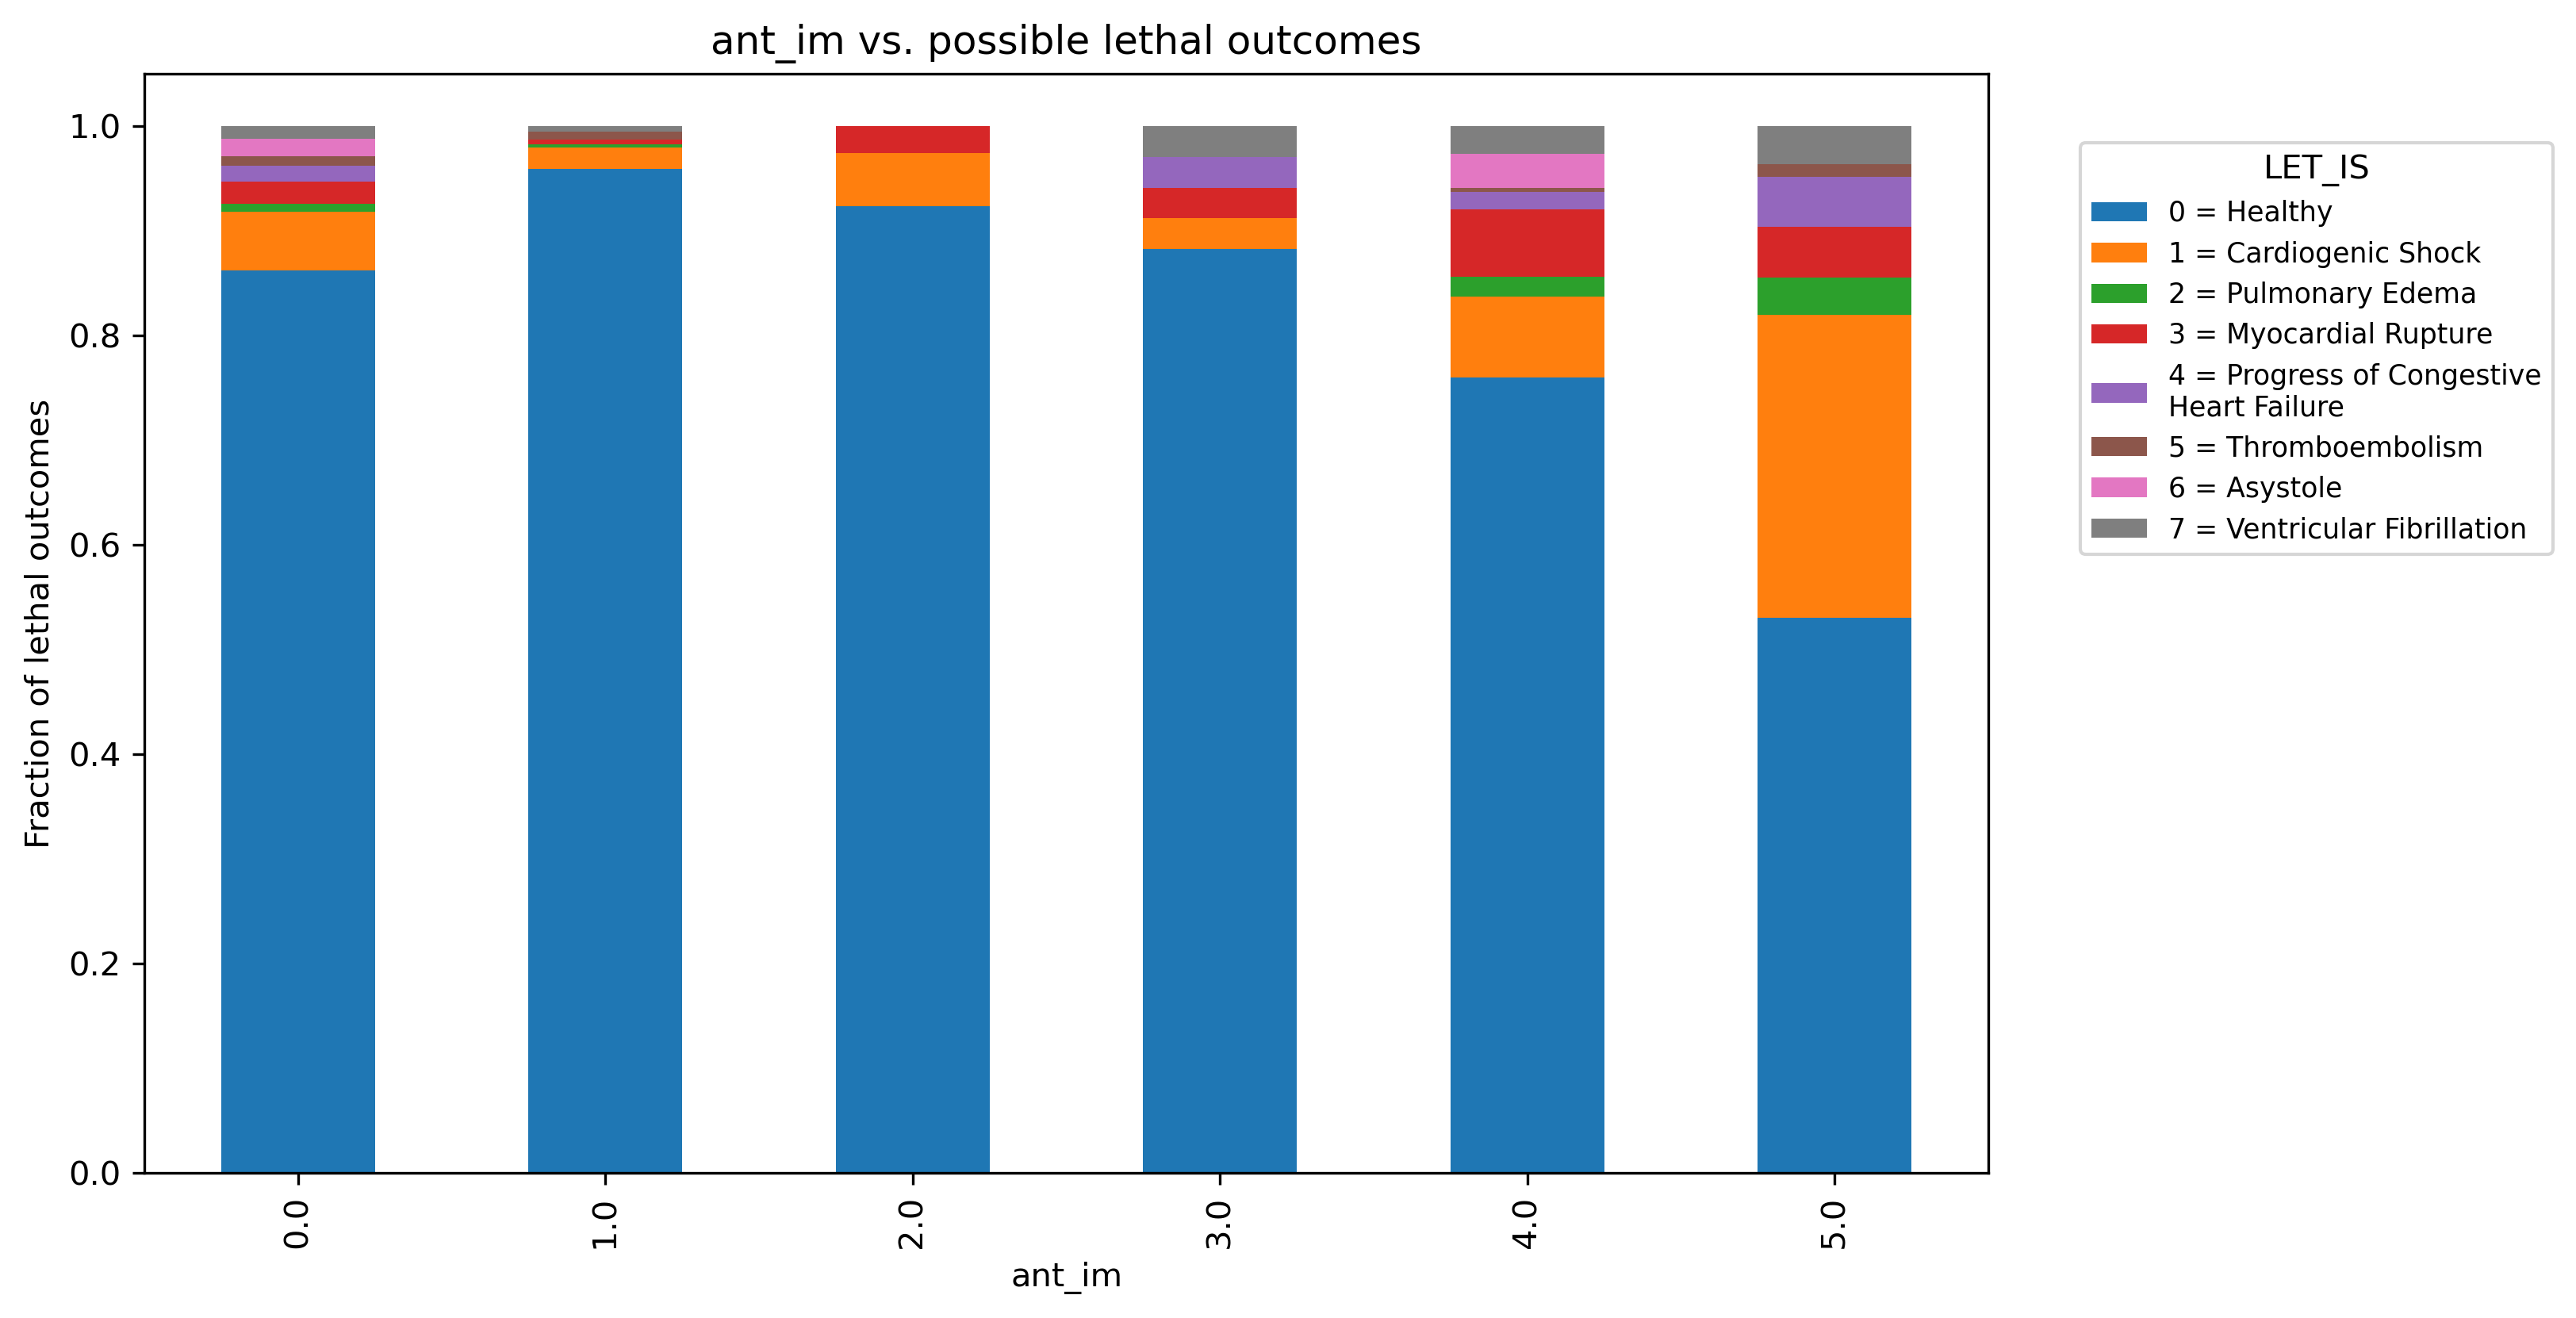 ant_im vs. possible lethal outcomes
Fraction of lethal outcomes
1.0
0.8
0.6
0.4
0.2
0.0
0.0
1.0
2.0
3.0
4.0
5.0
ant_im
LET_IS
0 = Healthy
1 = Cardiogenic Shock
2 = Pulmonary Edema
3 = Myocardial Rupture
4 = Progress of Congestive
Heart Failure
5 = Thromboembolism
6 = Asystole
7 = Ventricular Fibrillation